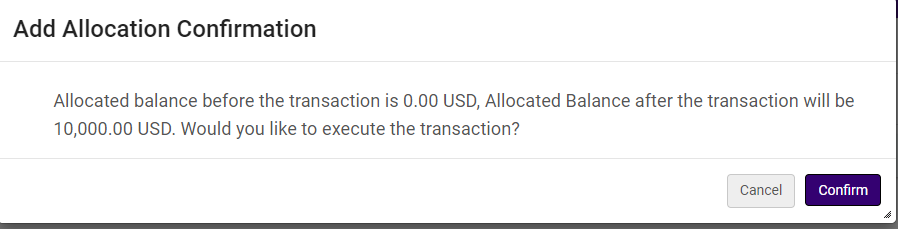 Add Allocation Confirmation
Allocated balance before the transaction is 0.00 USD, Allocated Balance after the transaction will be
10,000.00 USD. Would you like to execute the transaction?
Cancel
Confirm